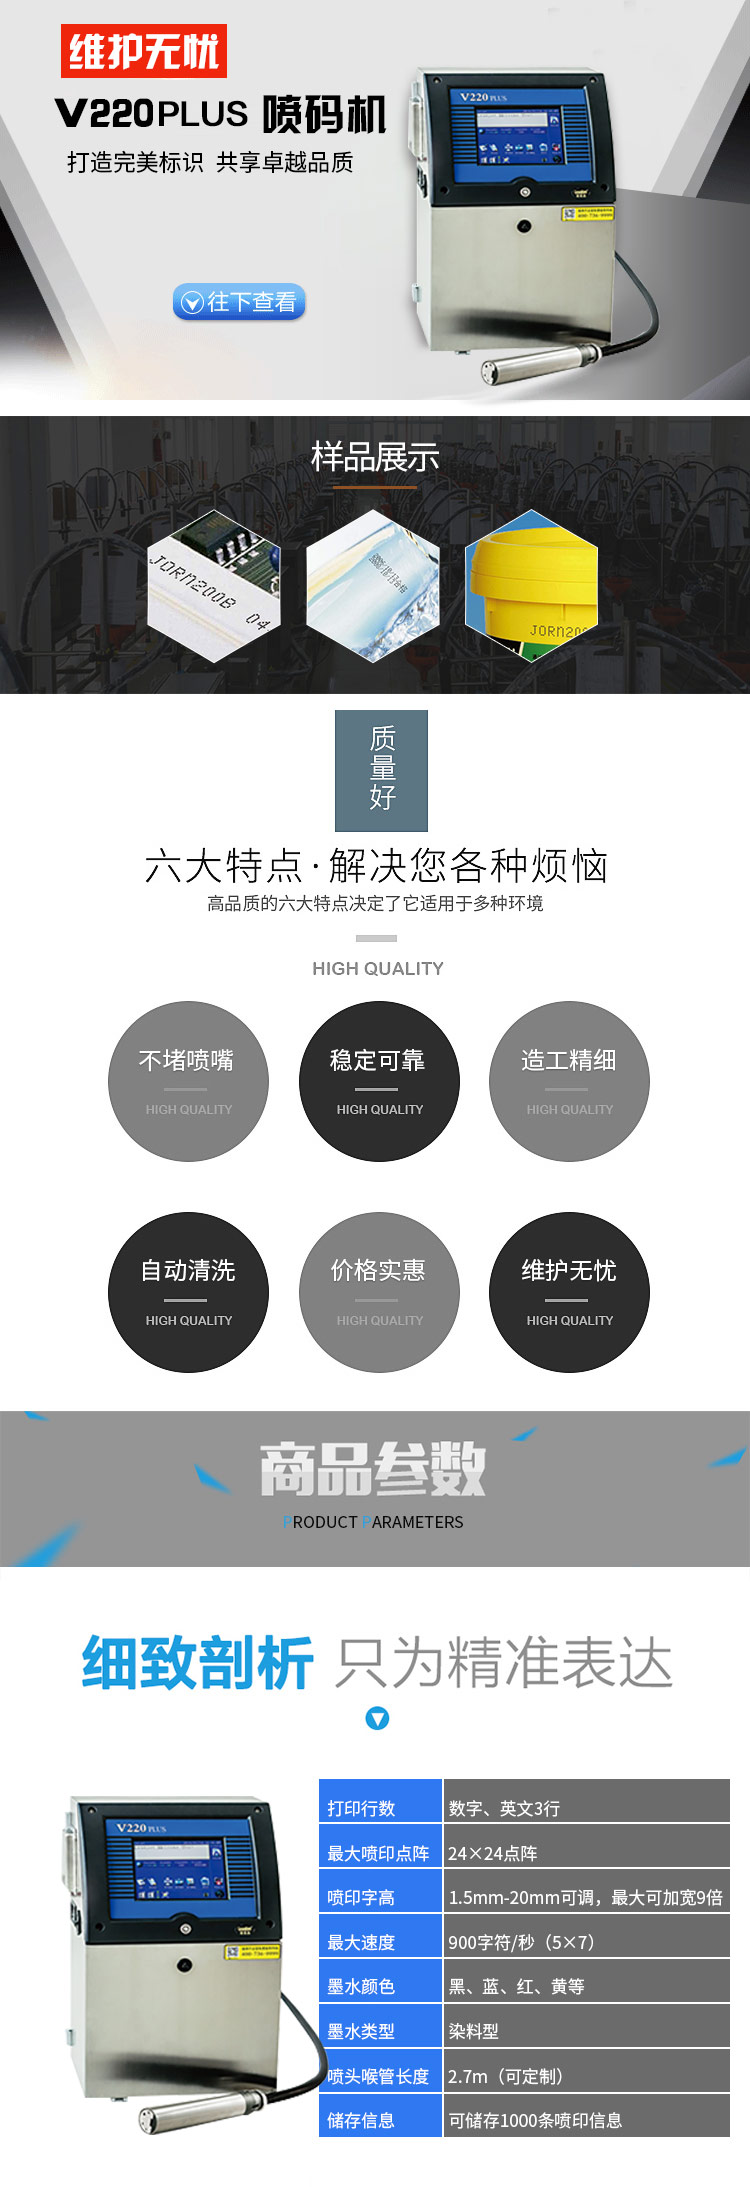 维护无忧
V220PLUS 喷码机
打造完美标识 共享卓越品质
V220 PLUS
往下查看
样品展示
JORN2008 04
JORN200
质
量
好
六大特点·解决您各种烦恼
高品质的六大特点决定了它适用于多种环境
HIGH QUALITY
不堵喷嘴
HIGH QUALITY
稳定可靠
HIGH QUALITY
造工精细
HIGH QUALITY
自动清洗
HIGH QUALITY
价格实惠
HIGH QUALITY
维护无忧
HIGH QUALITY
商品参数
PRODUCT PARAMETERS
细致剖析 只为精准表达
V220 PLUS
打印行数 数字、英文3行
最大喷印点阵 24×24点阵
喷印字高 1.5mm-20mm可调，最大可加宽9倍
最大速度 900字符/秒（5×7）
墨水颜色 黑、蓝、红、黄等
墨水类型 染料型
喷头喉管长度 2.7m（可定制）
储存信息 可储存1000条喷印信息